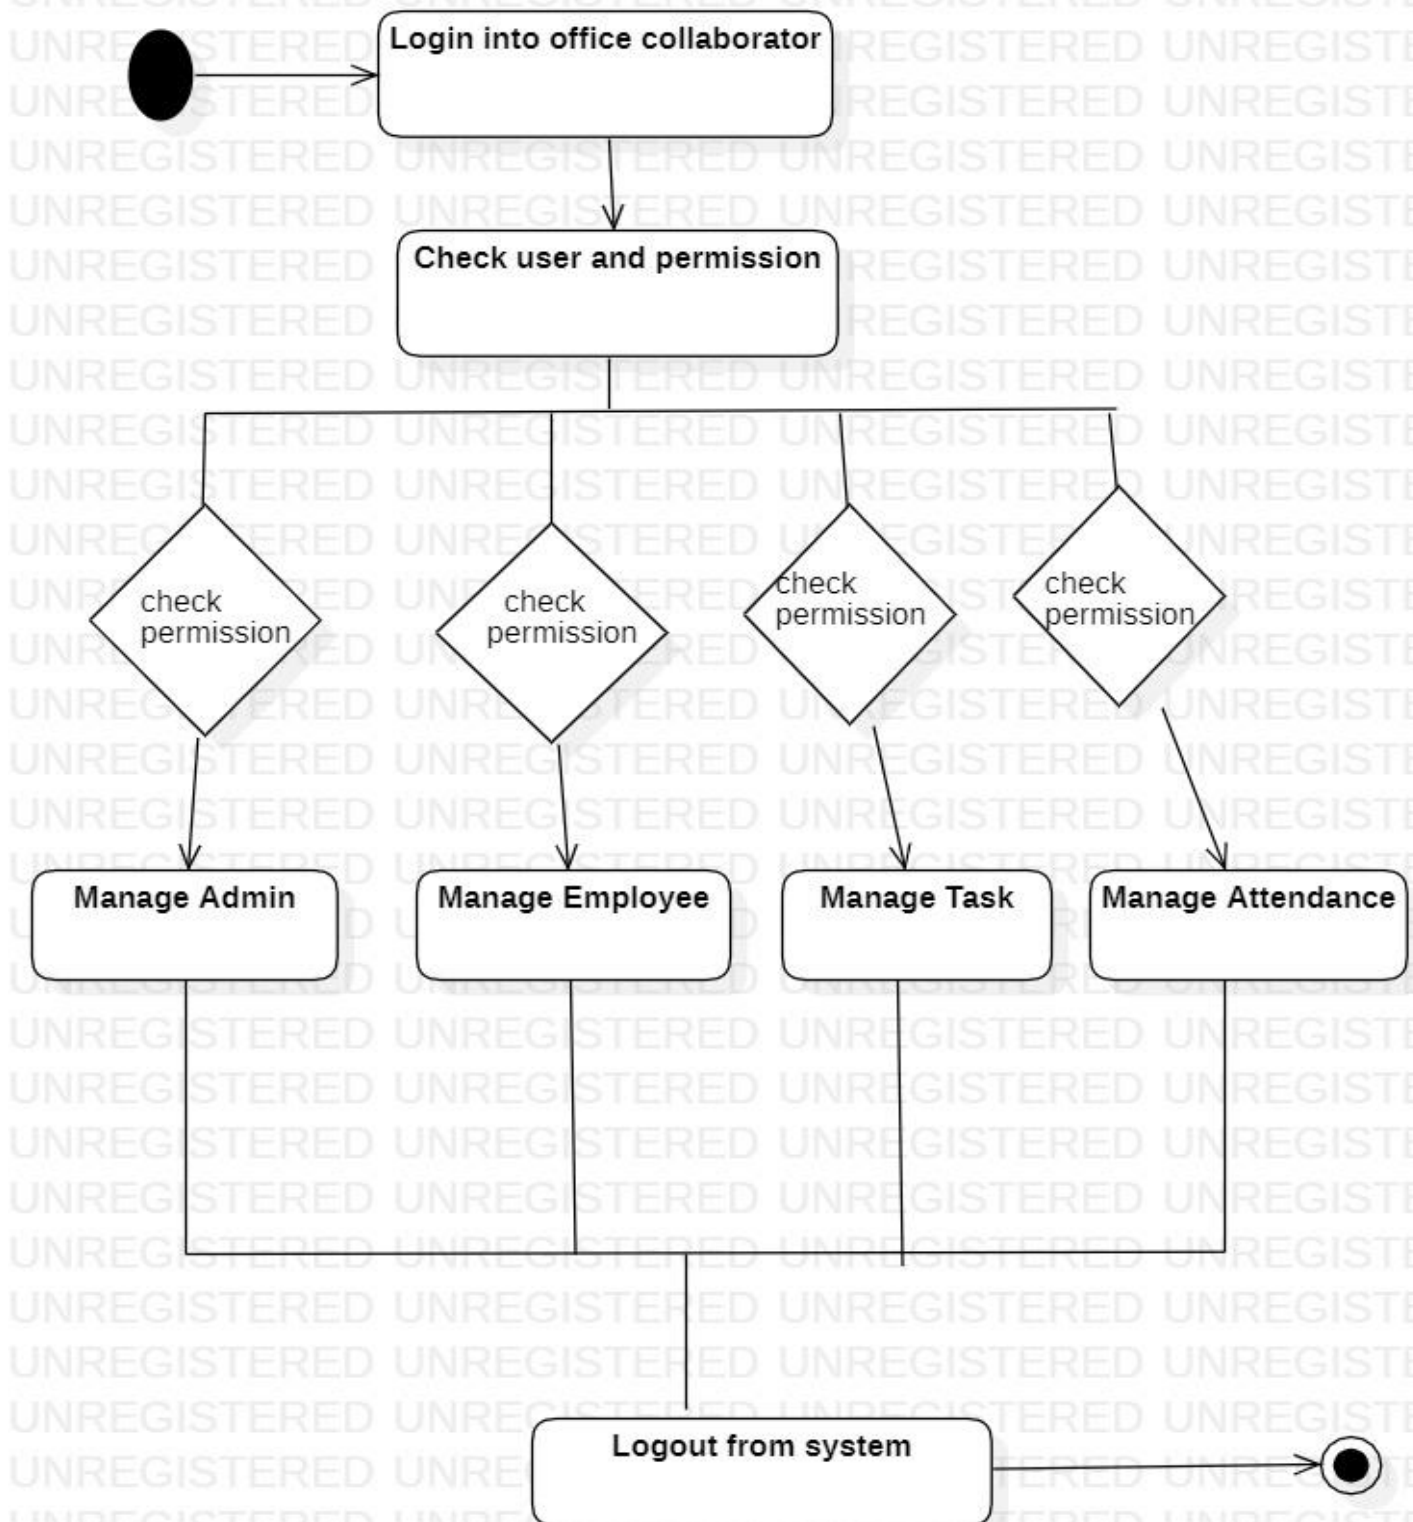 Login into office collaborator
Check user and permission
check
permission
check
permission
check
permission
check
permission
Manage Admin
Manage Employee
Manage Task
Manage Attendance
Logout from system
UNREGISTERED